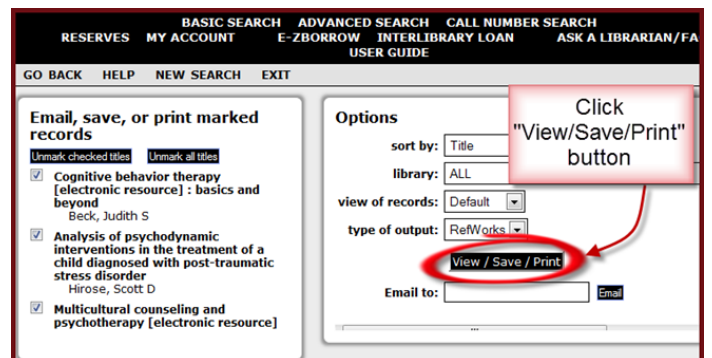 BASIC SEARCH ADVANCED SEARCH CALL NUMBER SEARCH
RESERVES MY ACCOUNT E-ZBORROW INTERLIBRARY LOAN ASK A LIBRARIAN/FA
USER GUIDE
GO BACK HELP NEW SEARCH EXIT
Email, save, or print marked
records
Unmark checked titles Unmark all titles
Cognitive behavior therapy
[electronic resource] : basics and
beyond
Beck, Judith S
Analysis of psychodynamic
interventions in the treatment of a
child diagnosed with post-traumatic
stress disorder
Hirose, Scott D
Multicultural counseling and
psychotherapy [electronic resource]
Options
sort by: Title
library: ALL
view of records: Default
type of output: RefWorks
View / Save / Print
Email to: Email
Click
"View/Save/Print"
button